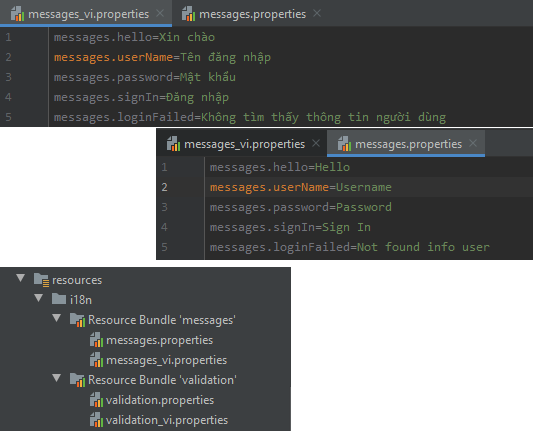 messages_vi.properties messages.properties
1 messages.hello=Xin chào
2 messages.userName=Tên đăng nhập
3 messages.password=Mật khẩu
4 messages.signIn=Đăng nhập
5 messages.loginFailed=Không tìm thấy thông tin người dùng
messages_vi.properties messages.properties
1 messages.hello=Hello
2 messages.userName=Username
3 messages.password=Password
4 messages.signIn=Sign In
5 messages.loginFailed=Not found info user
resources
i18n
Resource Bundle 'messages'
messages.properties
messages_vi.properties
Resource Bundle 'validation'
validation.properties
validation_vi.properties